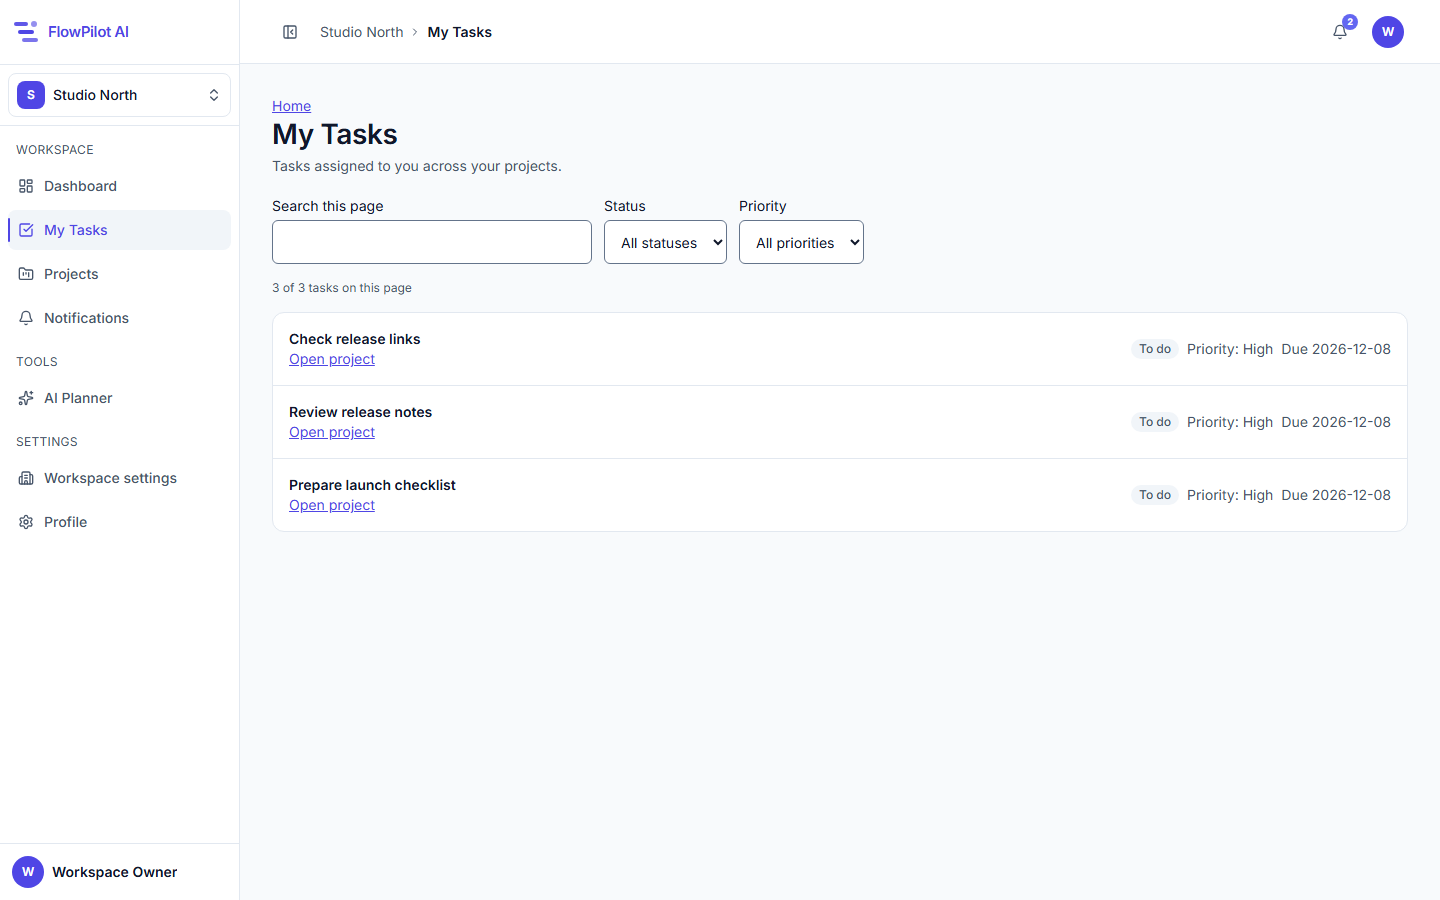 FlowPilot AI
S Studio North
WORKSPACE
Dashboard
My Tasks
Projects
Notifications
TOOLS
AI Planner
SETTINGS
Workspace settings
Profile
W Workspace Owner
Studio North > My Tasks
2
W
Home
My Tasks
Tasks assigned to you across your projects.
Search this page
Status
All statuses
Priority
All priorities
3 of 3 tasks on this page
Check release links
Open project
To do Priority: High Due 2026-12-08
Review release notes
Open project
To do Priority: High Due 2026-12-08
Prepare launch checklist
Open project
To do Priority: High Due 2026-12-08